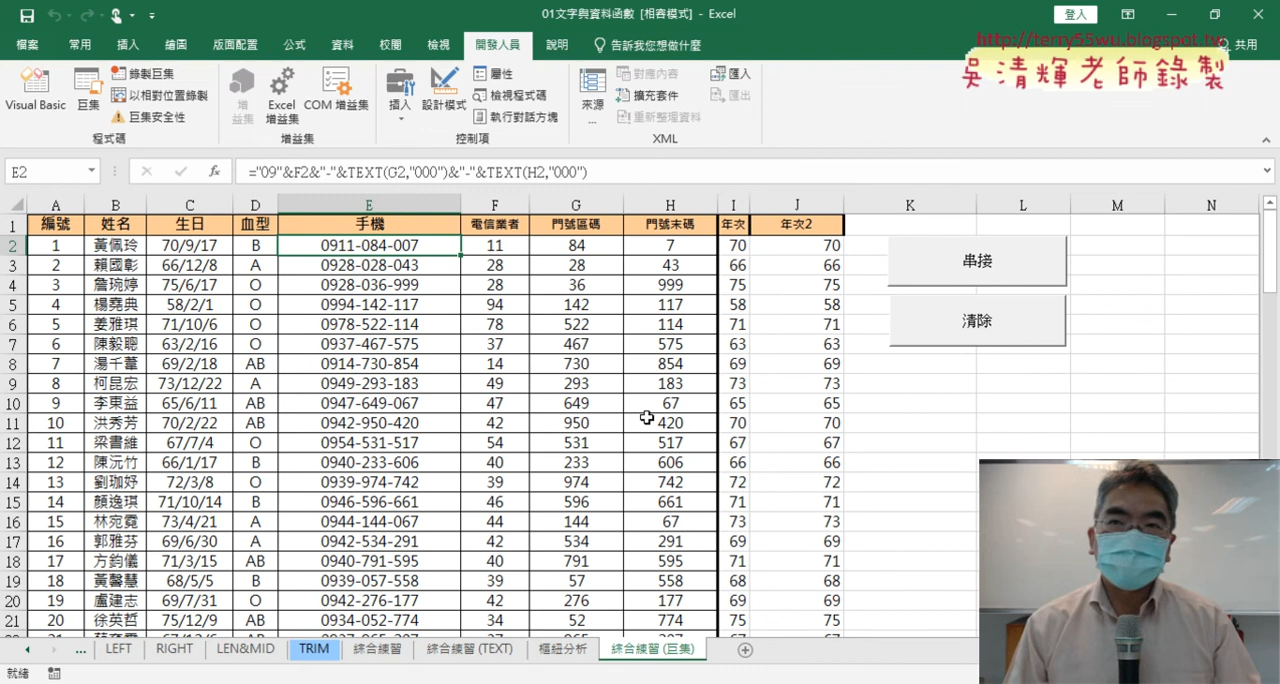 01文字與資料函數 [相容模式] - Excel
登入
檔案 常用 插入 繪圖 版面配置 公式 資料 校閱 檢視 開發人員 說明 告訴我您想做什麼 共用
http://terry55wu.blogspot.tw
吳清輝老師錄製
Visual Basic 巨集 錄製巨集 以相對位置錄製 巨集安全性
程式碼
增益集 Excel 增益集 COM 增益集
增益集
插入 設計模式 屬性 檢視程式碼 執行對話方塊
控制項
來源 對應內容 擴充套件 重新整理資料 匯入 匯出
XML
E2 fx ="09"&F2&"-"&TEXT(G2,"000")&"-"&TEXT(H2,"000")
A B C D E F G H I J K L M N
1 編號 姓名 生日 血型 手機 電信業者 門號區碼 門號末碼 年次 年次2
2 1 黃佩玲 70/9/17 B 0911-084-007 11 84 7 70 70
3 2 賴國彰 66/12/8 A 0928-028-043 28 28 43 66 66
4 3 詹琬婷 75/6/17 O 0928-036-999 28 36 999 75 75
5 4 楊堯典 58/2/1 O 0994-142-117 94 142 117 58 58
6 5 姜雅琪 71/10/6 O 0978-522-114 78 522 114 71 71
7 6 陳毅聰 63/2/16 O 0937-467-575 37 467 575 63 63
8 7 湯千葦 69/2/18 AB 0914-730-854 14 730 854 69 69
9 8 柯昆宏 73/12/22 A 0949-293-183 49 293 183 73 73
10 9 李東益 65/6/11 AB 0947-649-067 47 649 67 65 65
11 10 洪秀芳 70/2/22 AB 0942-950-420 42 950 420 70 70
12 11 梁書維 67/7/4 O 0954-531-517 54 531 517 67 67
13 12 陳沅竹 66/1/17 B 0940-233-606 40 233 606 66 66
14 13 劉珈妤 72/3/8 O 0939-974-742 39 974 742 72 72
15 14 顏逸琪 71/10/14 B 0946-596-661 46 596 661 71 71
16 15 林宛霓 73/4/21 A 0944-144-067 44 144 67 73 73
17 16 郭雅芬 69/6/30 A 0942-534-291 42 534 291 69 69
18 17 方鈞儀 71/3/15 AB 0940-791-595 40 791 595 71 71
19 18 黃馨慧 68/5/5 B 0939-057-558 39 57 558 68 68
20 19 盧建志 69/7/31 O 0942-276-177 42 276 177 69 69
21 20 徐英哲 75/12/9 AB 0934-052-774 34 52 774 75 75
串接
清除
... LEFT RIGHT LEN&MID TRIM 綜合練習 綜合練習 (TEXT) 樞紐分析 綜合練習 (巨集)
就緒